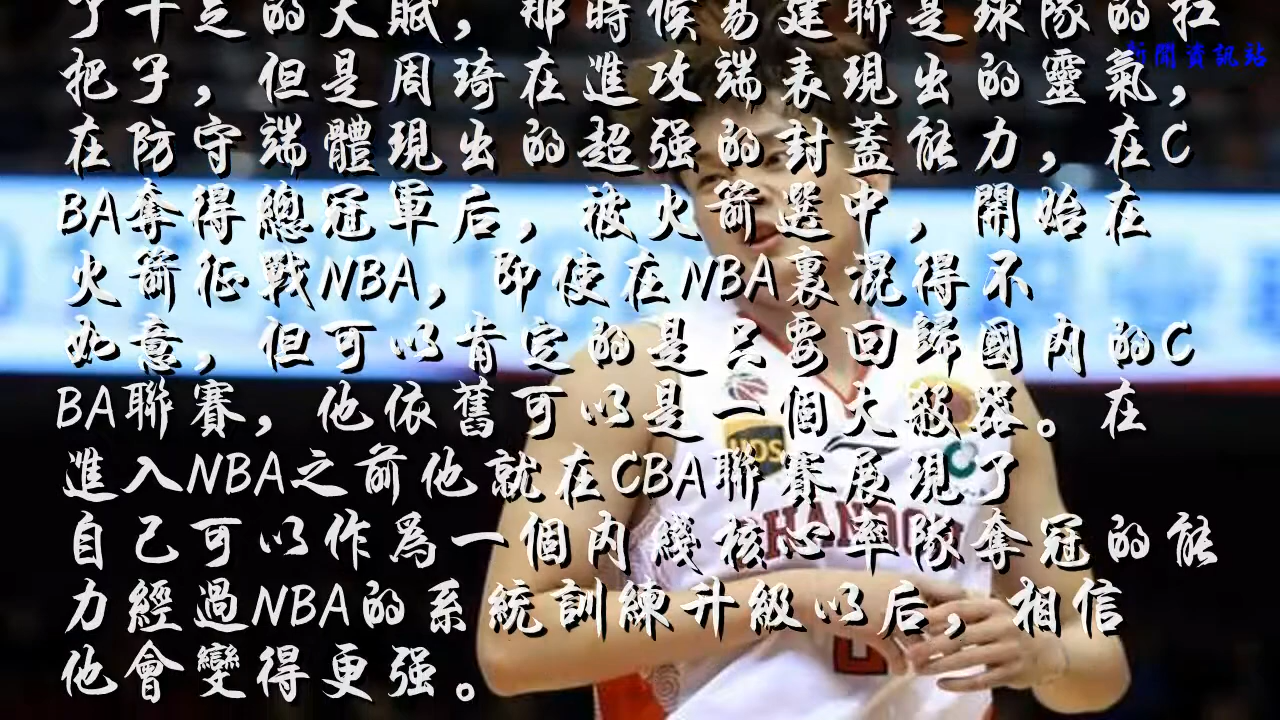 了十足的天賦，那時候易建聯是球隊的扛
新聞資訊站
把子，但是周琦在進攻端表現出的靈氣，
在防守端體現出的超强的封蓋能力，在C
BA奪得總冠軍后，被火箭選中，開始在
火箭征戰NBA，即使在NBA裏混得不
如意，但可以肯定的是只要回歸國内的C
BA聯賽，他依舊可以是一個大殺器。在
進入NBA之前他就在CBA聯賽展現了
自己可以作爲一個内綫核心率隊奪冠的能
力經過NBA的系統訓練升級以后，相信
他會變得更强。